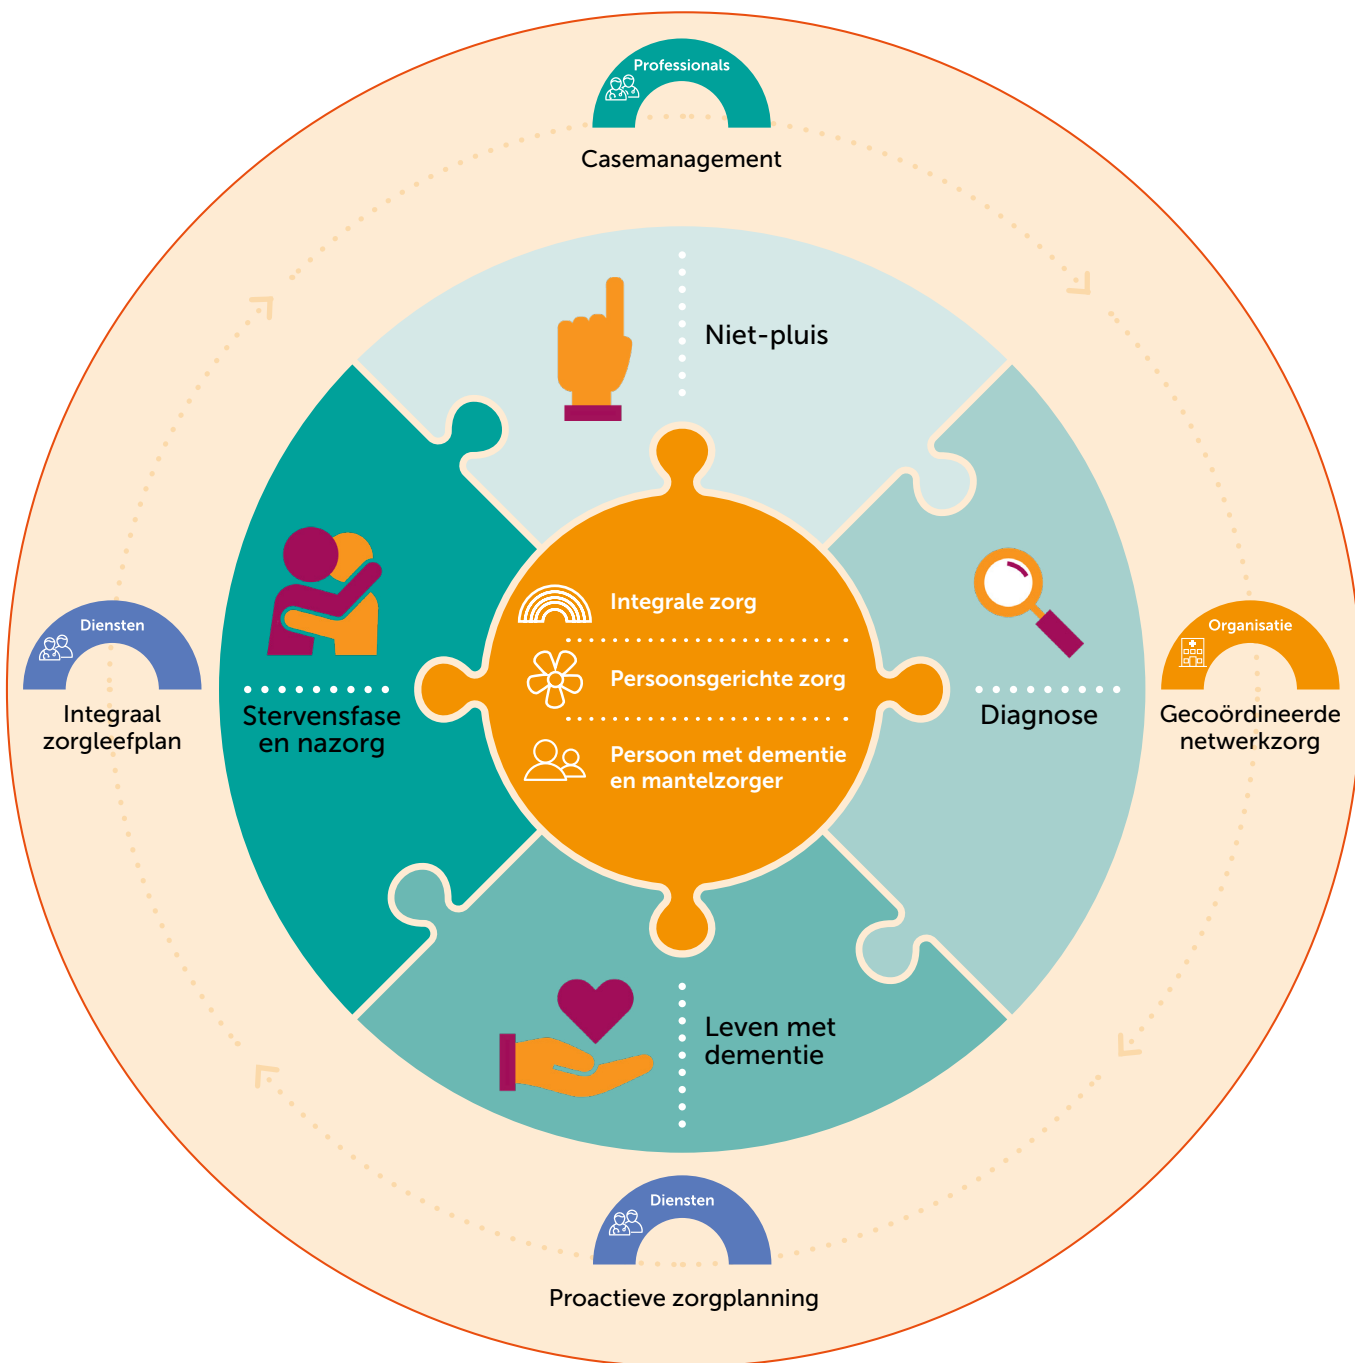 Professionals
Casemanagement
Niet-pluis
Integrale zorg
Persoonsgerichte zorg
Persoon met dementie
en mantelzorger
Diagnose
Organisatie
Gecoördineerde
netwerkzorg
Leven met
dementie
Diensten
Proactieve zorgplanning
Stervensfase
en nazorg
Diensten
Integraal
zorgleefplan